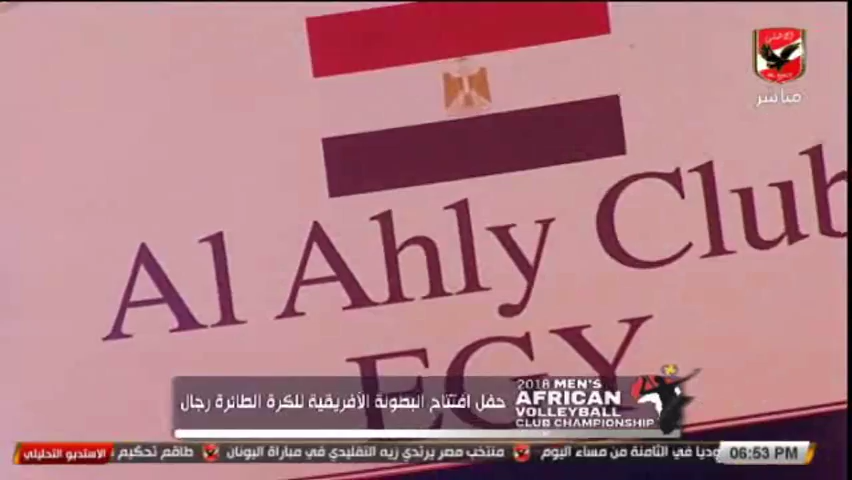 الاهلي
مباشر
Al Ahly Club
EGY
حفل افتتاح البطولة الأفريقية للكرة الطائرة رجال
2018 MEN'S
AFRICAN
VOLLEYBALL
CLUB CHAMPIONSHIP
وديا في الثامنة من مساء اليوم منتخب مصر يرتدي زيه التقليدي في مباراة اليونان طاقم تحكيم
الاستديو التحليلي
06:53 PM